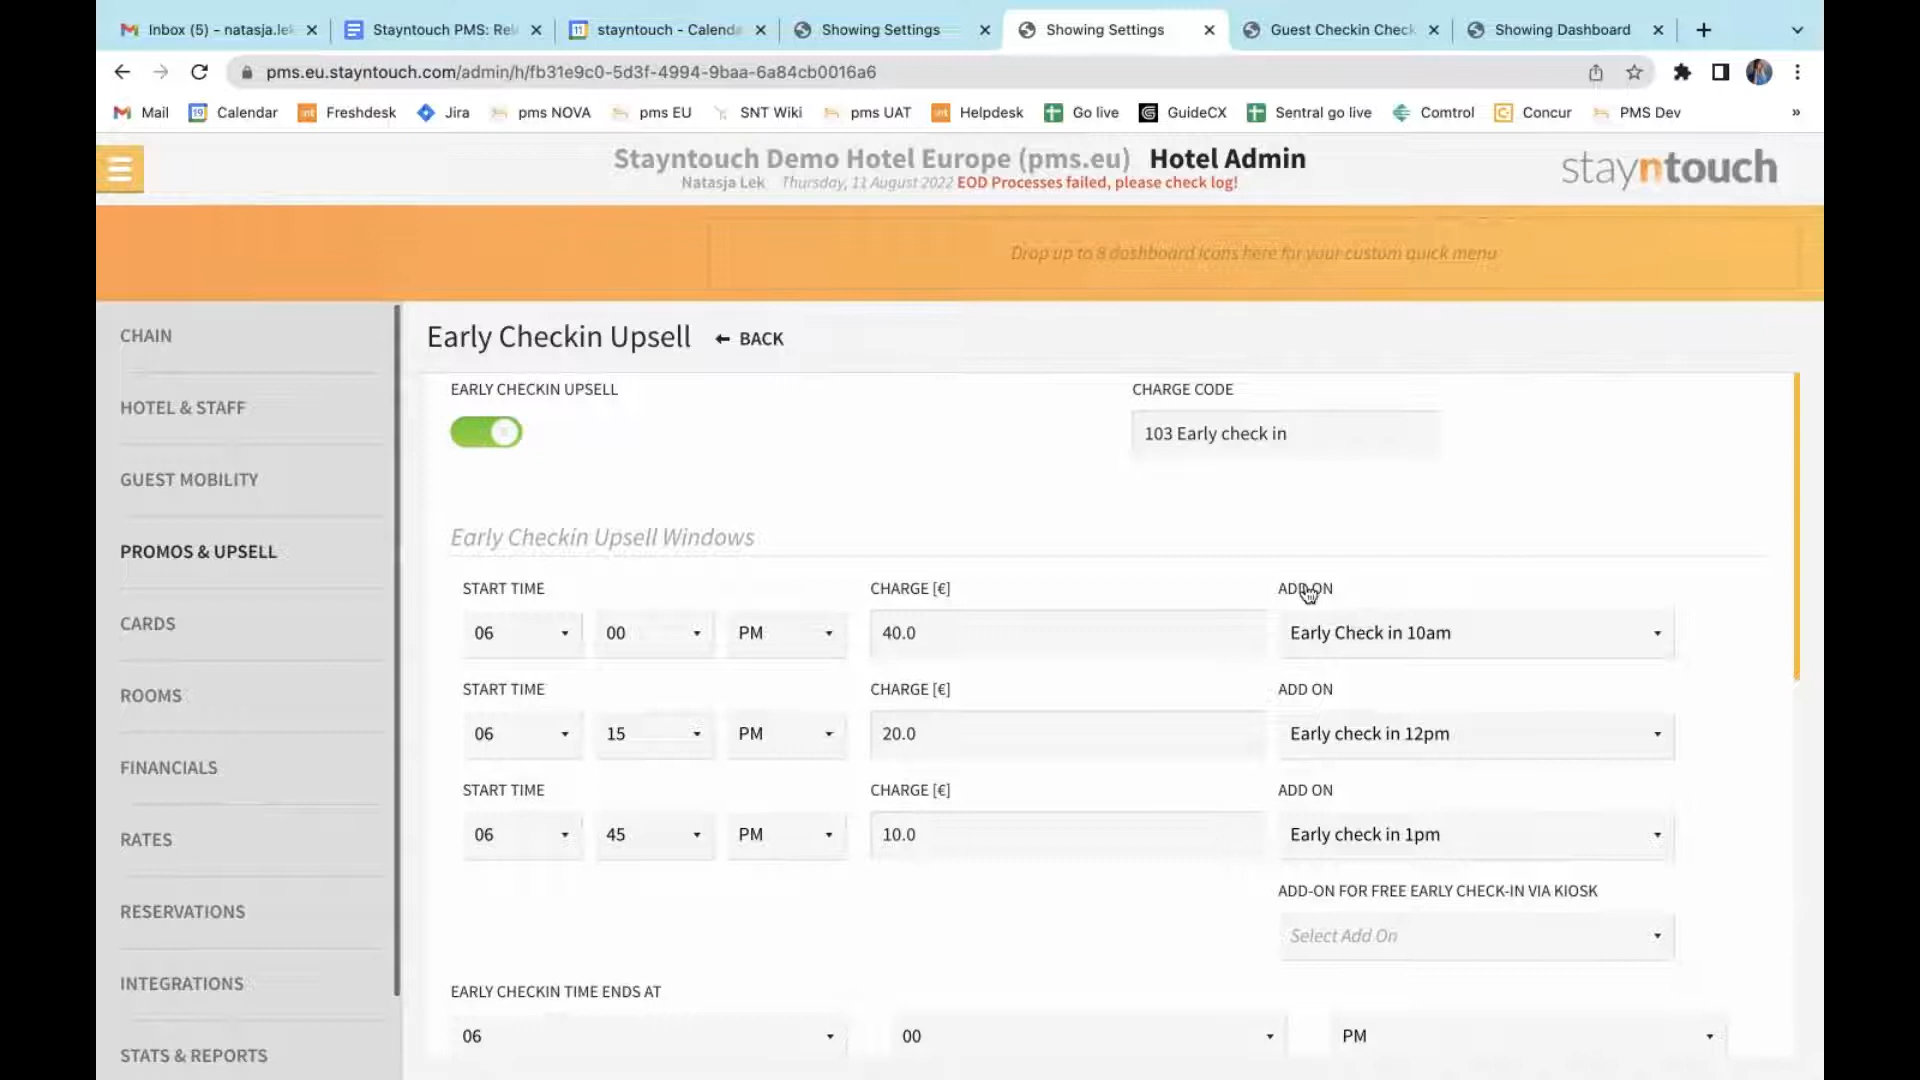 Inbox (5) – natasja.lek
Stayntouch PMS: Rel
stayntouch - Calenda
Showing Settings
Showing Settings
Guest Checkin Check
Showing Dashboard
pms.eu.stayntouch.com/admin/h/fb31e9c0-5d3f-4994-9baa-6a84cb0016a6
Mail
Calendar
Freshdesk
Jira
pms NOVA
pms EU
SNT Wiki
pms UAT
Helpdesk
Go live
GuideCX
Sentral go live
Comtrol
Concur
PMS Dev
»
Stayntouch Demo Hotel Europe (pms.eu) Hotel Admin
Natasja Lek Thursday, 11 August 2022 EOD Processes failed, please check log!
stayntouch
Drop up to 8 dashboard icons here for your custom quick menu
CHAIN
HOTEL & STAFF
GUEST MOBILITY
PROMOS & UPSELL
CARDS
ROOMS
FINANCIALS
RATES
RESERVATIONS
INTEGRATIONS
STATS & REPORTS
Early Checkin Upsell
BACK
EARLY CHECKIN UPSELL
CHARGE CODE
103 Early check in
Early Checkin Upsell Windows
START TIME
CHARGE [€]
ADD ON
06 00 PM
40.0
Early Check in 10am
START TIME
CHARGE [€]
ADD ON
06 15 PM
20.0
Early check in 12pm
START TIME
CHARGE [€]
ADD ON
06 45 PM
10.0
Early check in 1pm
ADD-ON FOR FREE EARLY CHECK-IN VIA KIOSK
Select Add On
EARLY CHECKIN TIME ENDS AT
06 00 PM